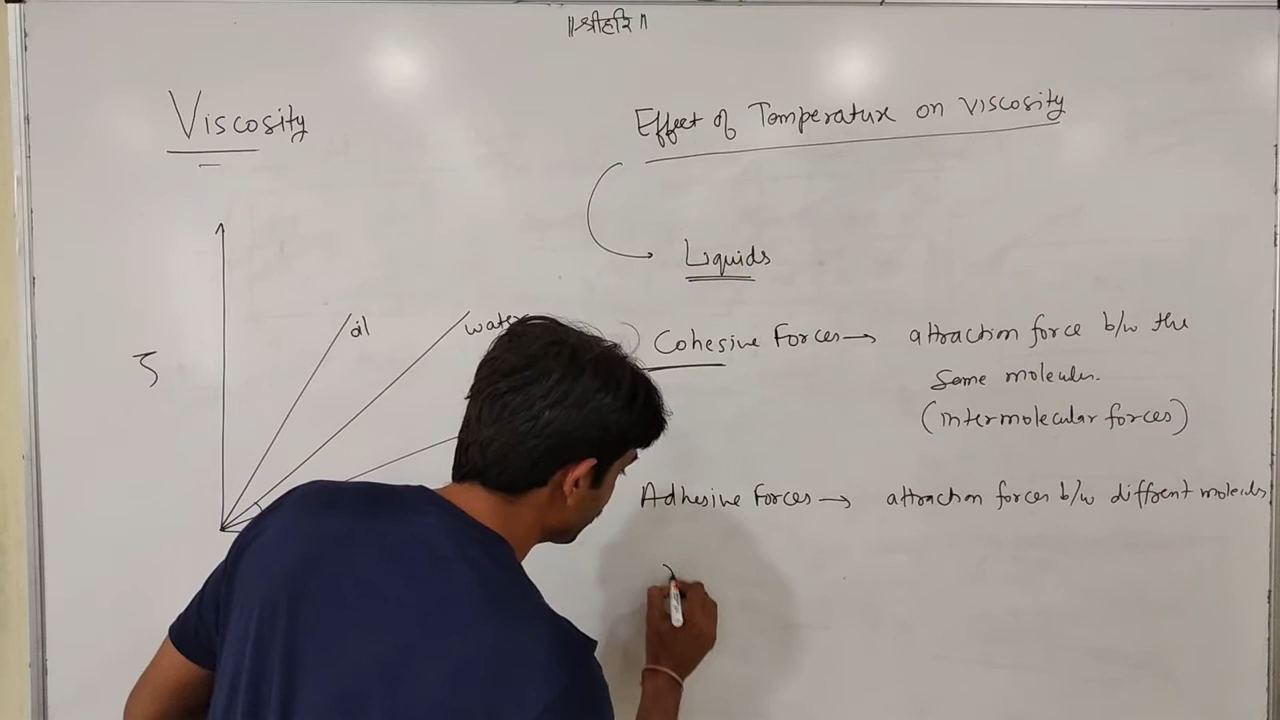 ॥श्रीहरि॥
Viscosity
Effect of Temperature on Viscosity
Liquids
oil
water
Cohesive Forces → attraction force b/w the
same molecules.
(intermolecular forces)
τ
Adhesive Forces → attraction forces b/w diffrent molecules